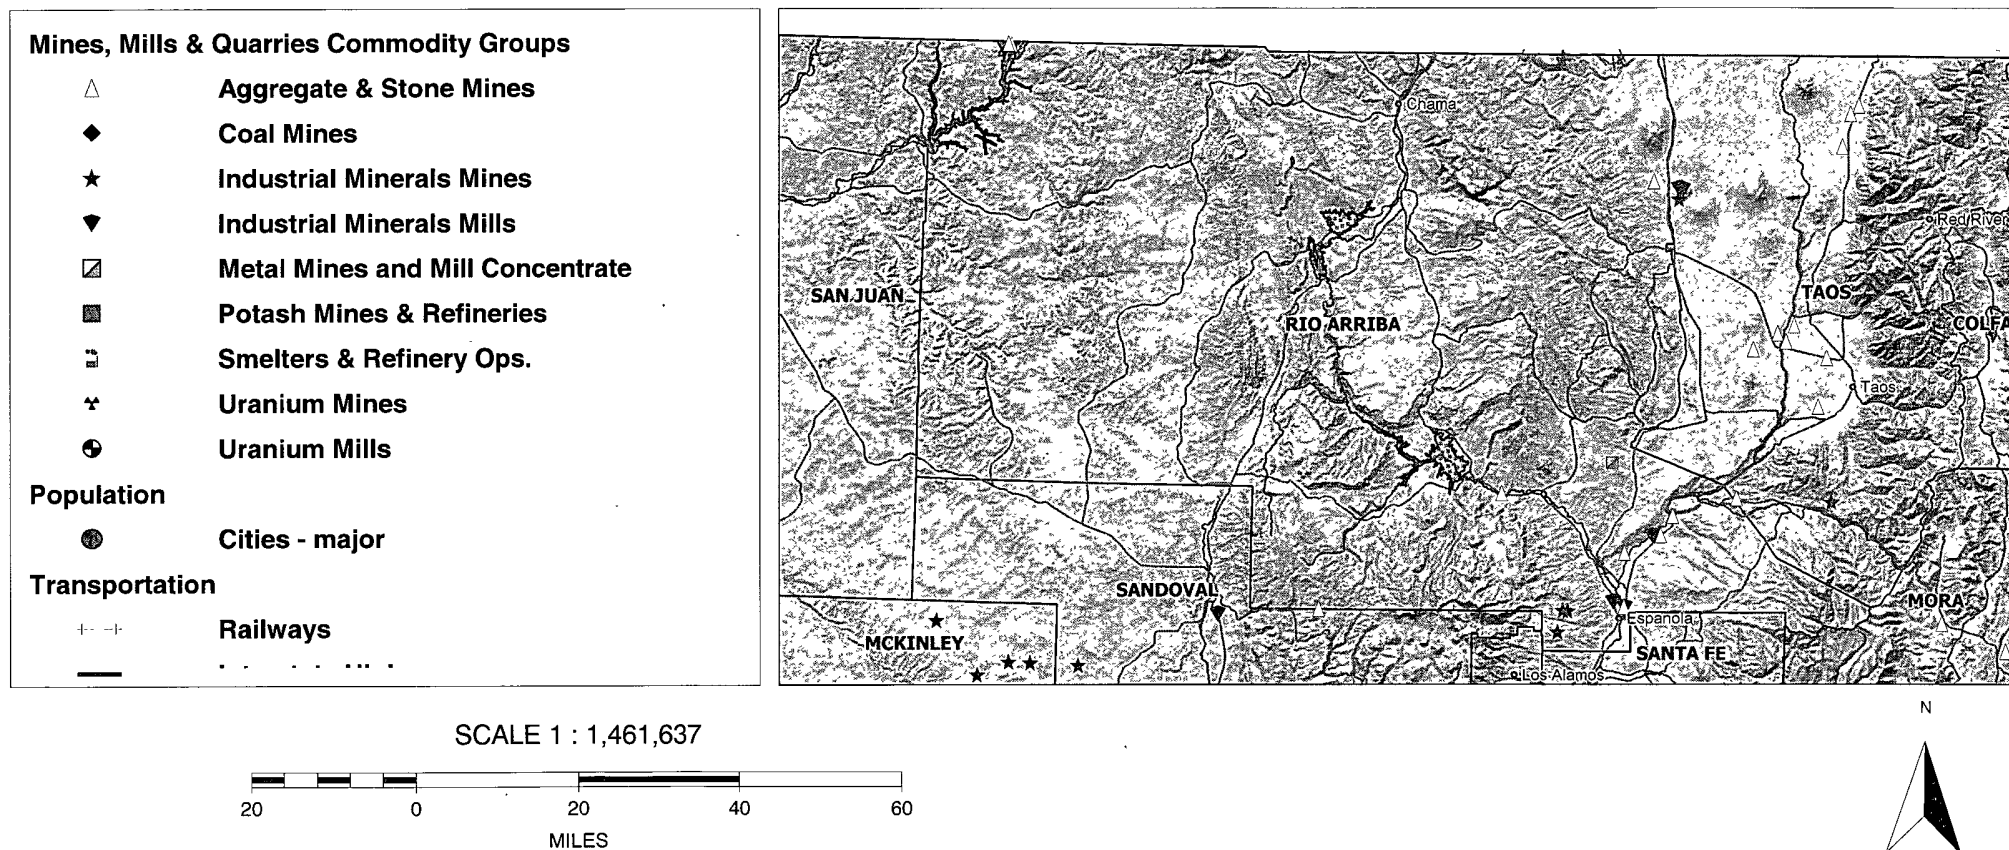 Mines, Mills & Quarries Commodity Groups
Aggregate & Stone Mines
Coal Mines
Industrial Minerals Mines
Industrial Minerals Mills
Metal Mines and Mill Concentrate
Potash Mines & Refineries
Smelters & Refinery Ops.
Uranium Mines
Uranium Mills
Population
Cities - major
Transportation
Railways
Chama
Red River
SAN JUAN
RIO ARRIBA
TAOS
COLFA
Taos
SANDOVAL
MCKINLEY
Espanola
MORA
SANTA FE
Los Alamos
SCALE 1 : 1,461,637
20 0 20 40 60
MILES
N